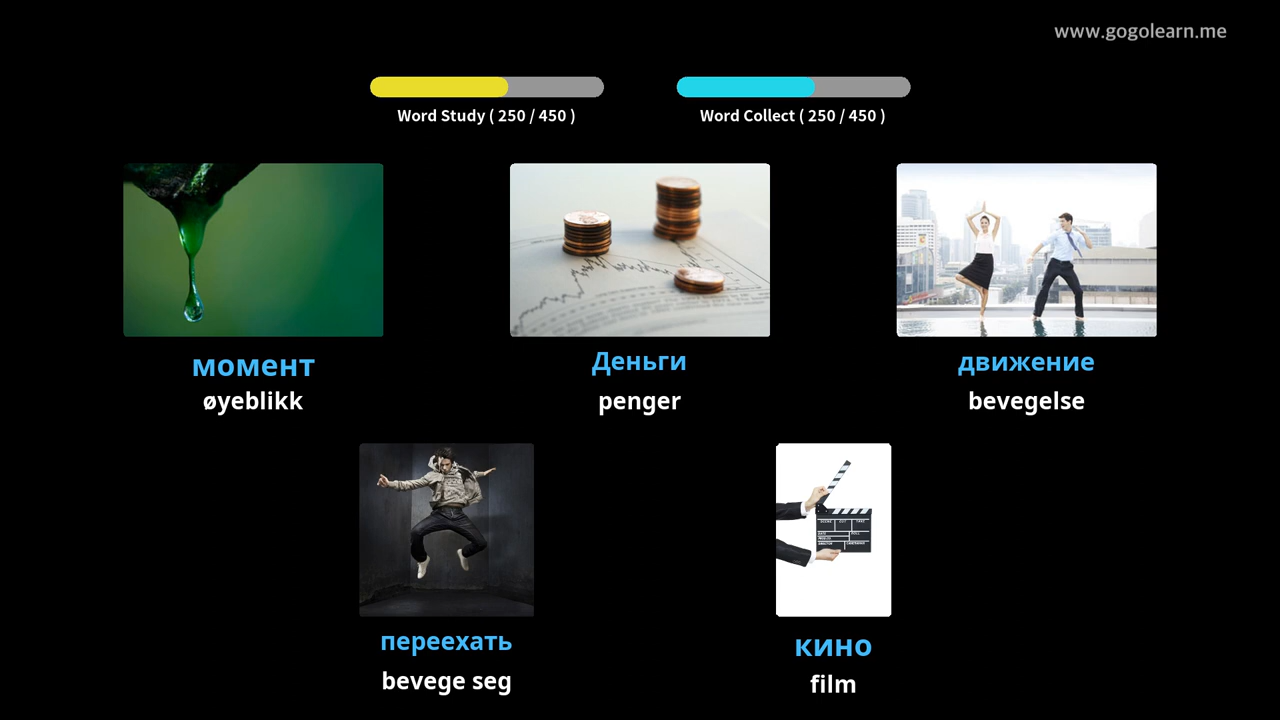 www.gogolearn.me
Word Study ( 250 / 450 )
Word Collect ( 250 / 450 )
момент
øyeblikk
Деньги
penger
движение
bevegelse
переехать
bevege seg
кино
film